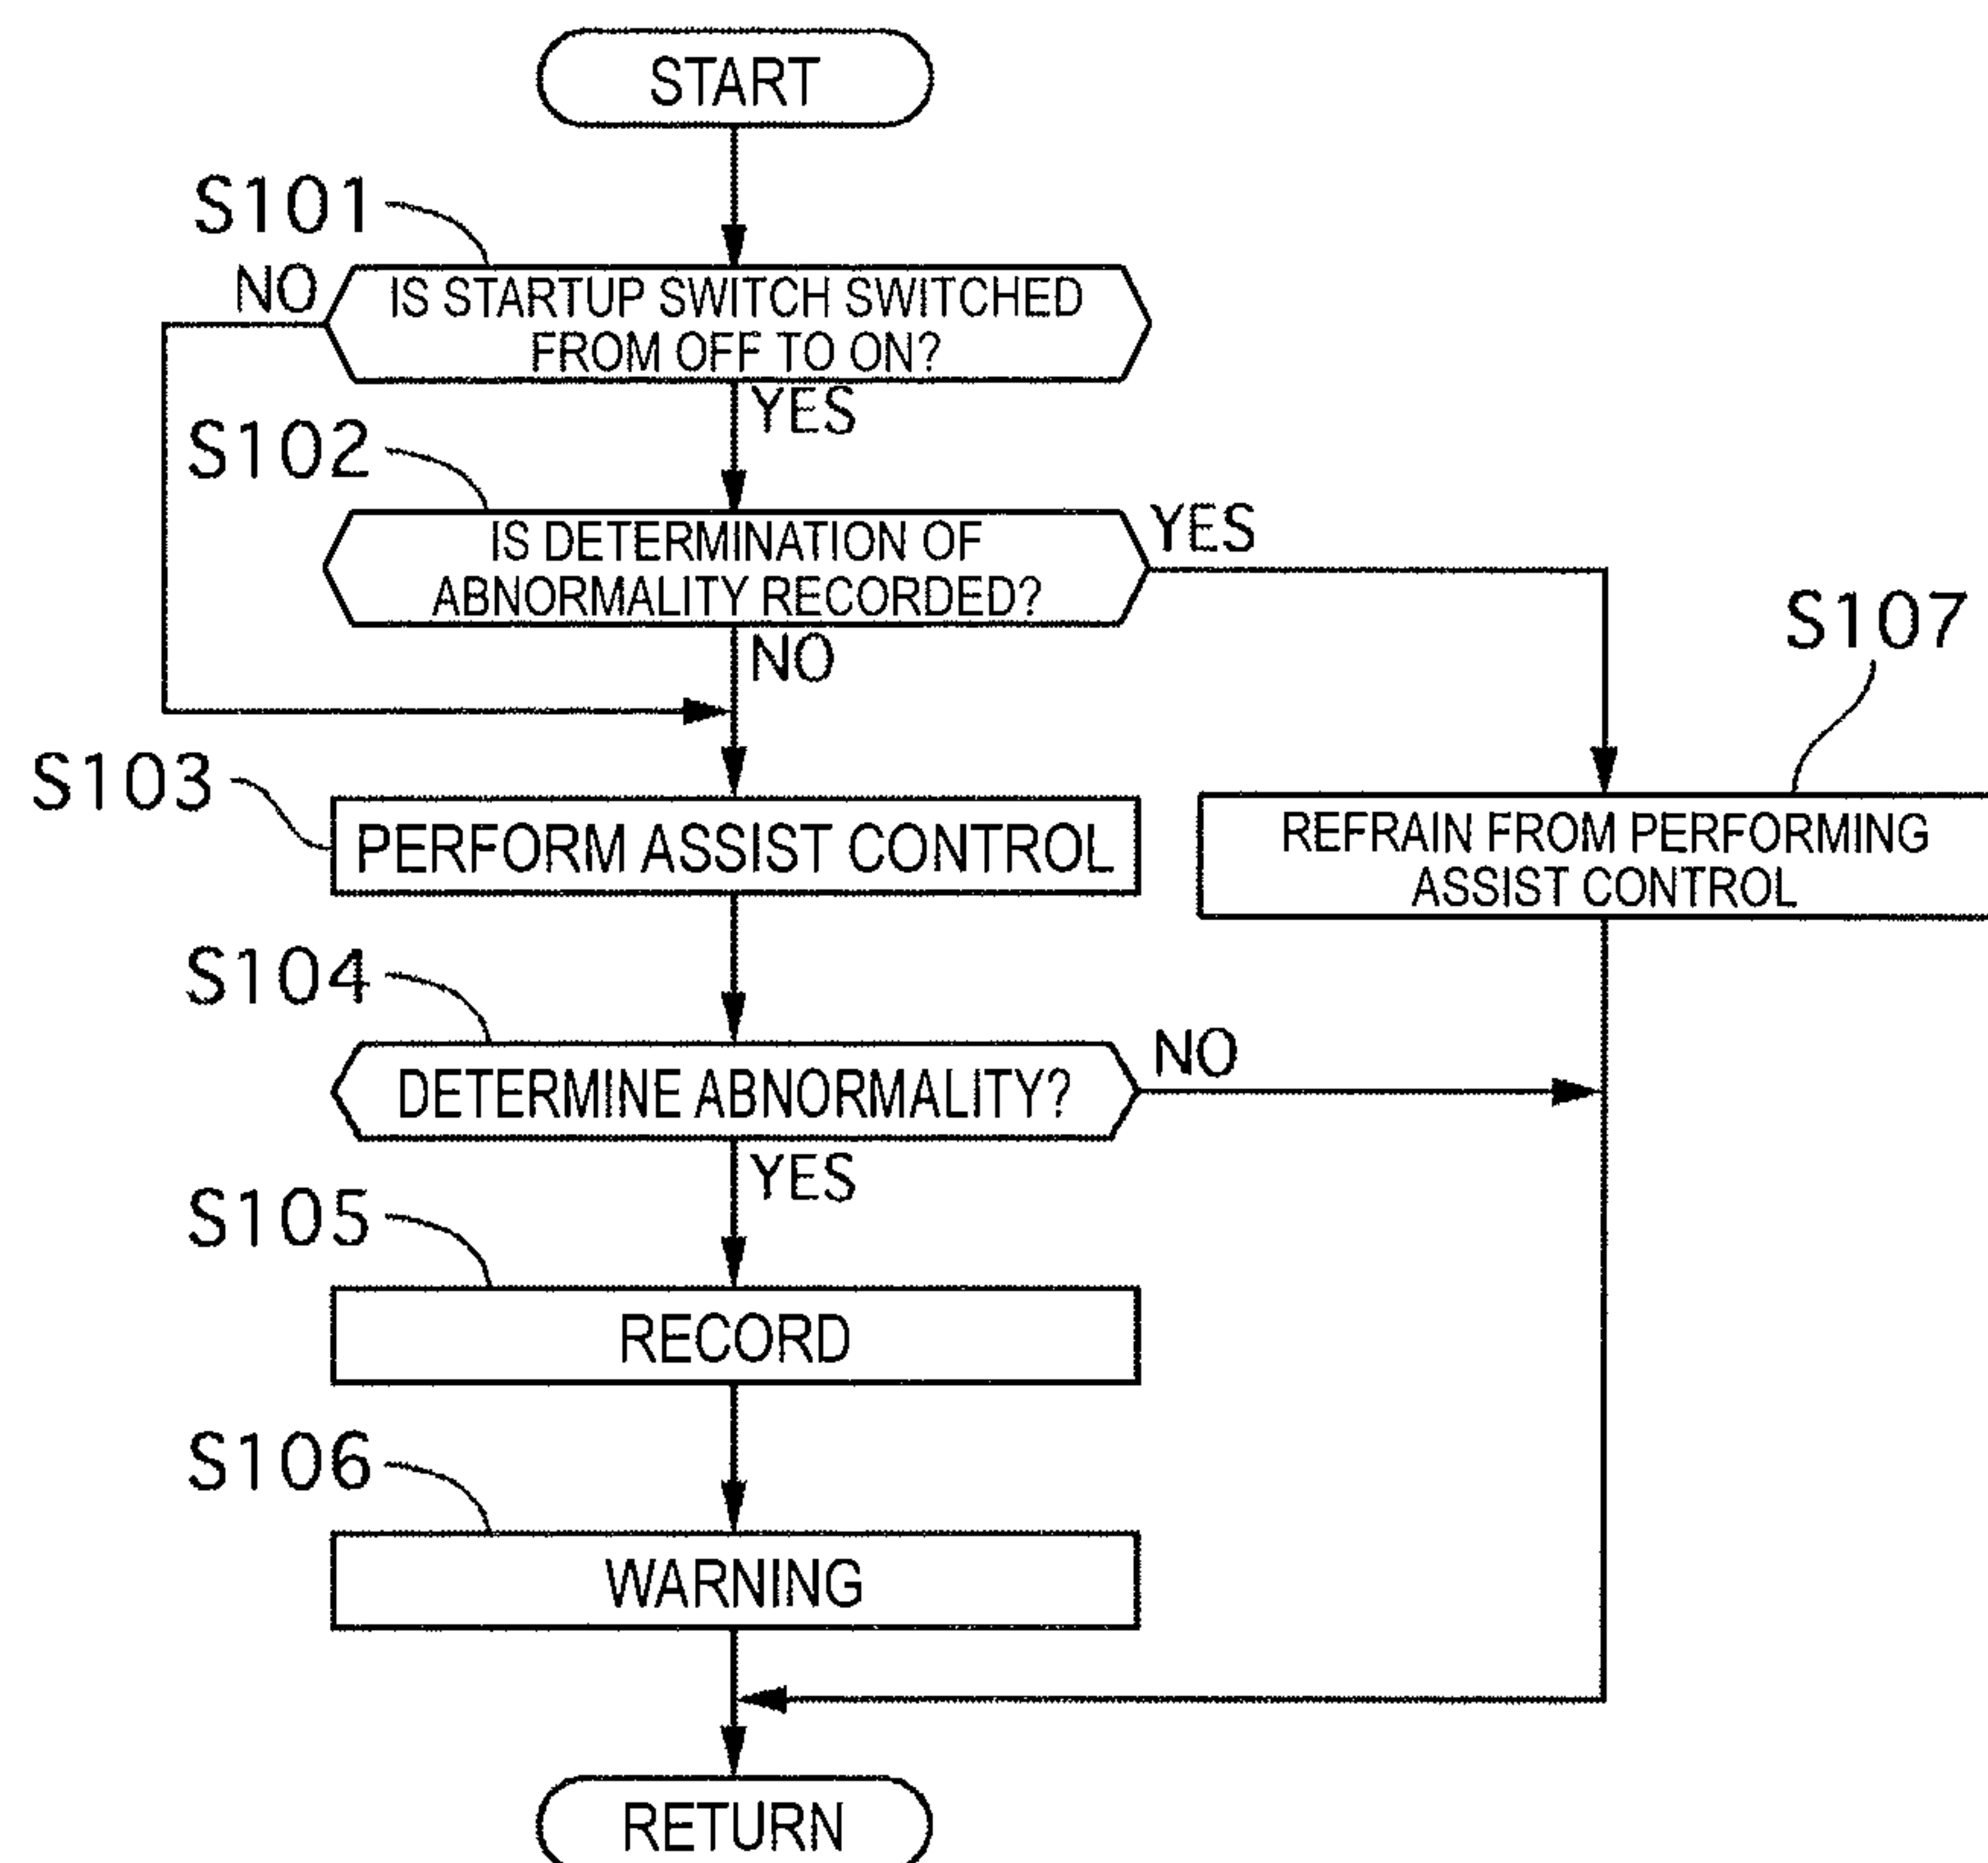 START
S101
NO
IS STARTUP SWITCH SWITCHED
FROM OFF TO ON?
YES
S102
IS DETERMINATION OF
ABNORMALITY RECORDED?
YES
NO
S107
S103
PERFORM ASSIST CONTROL
REFRAIN FROM PERFORMING
ASSIST CONTROL
S104
DETERMINE ABNORMALITY?
NO
YES
S105
RECORD
S106
WARNING
RETURN